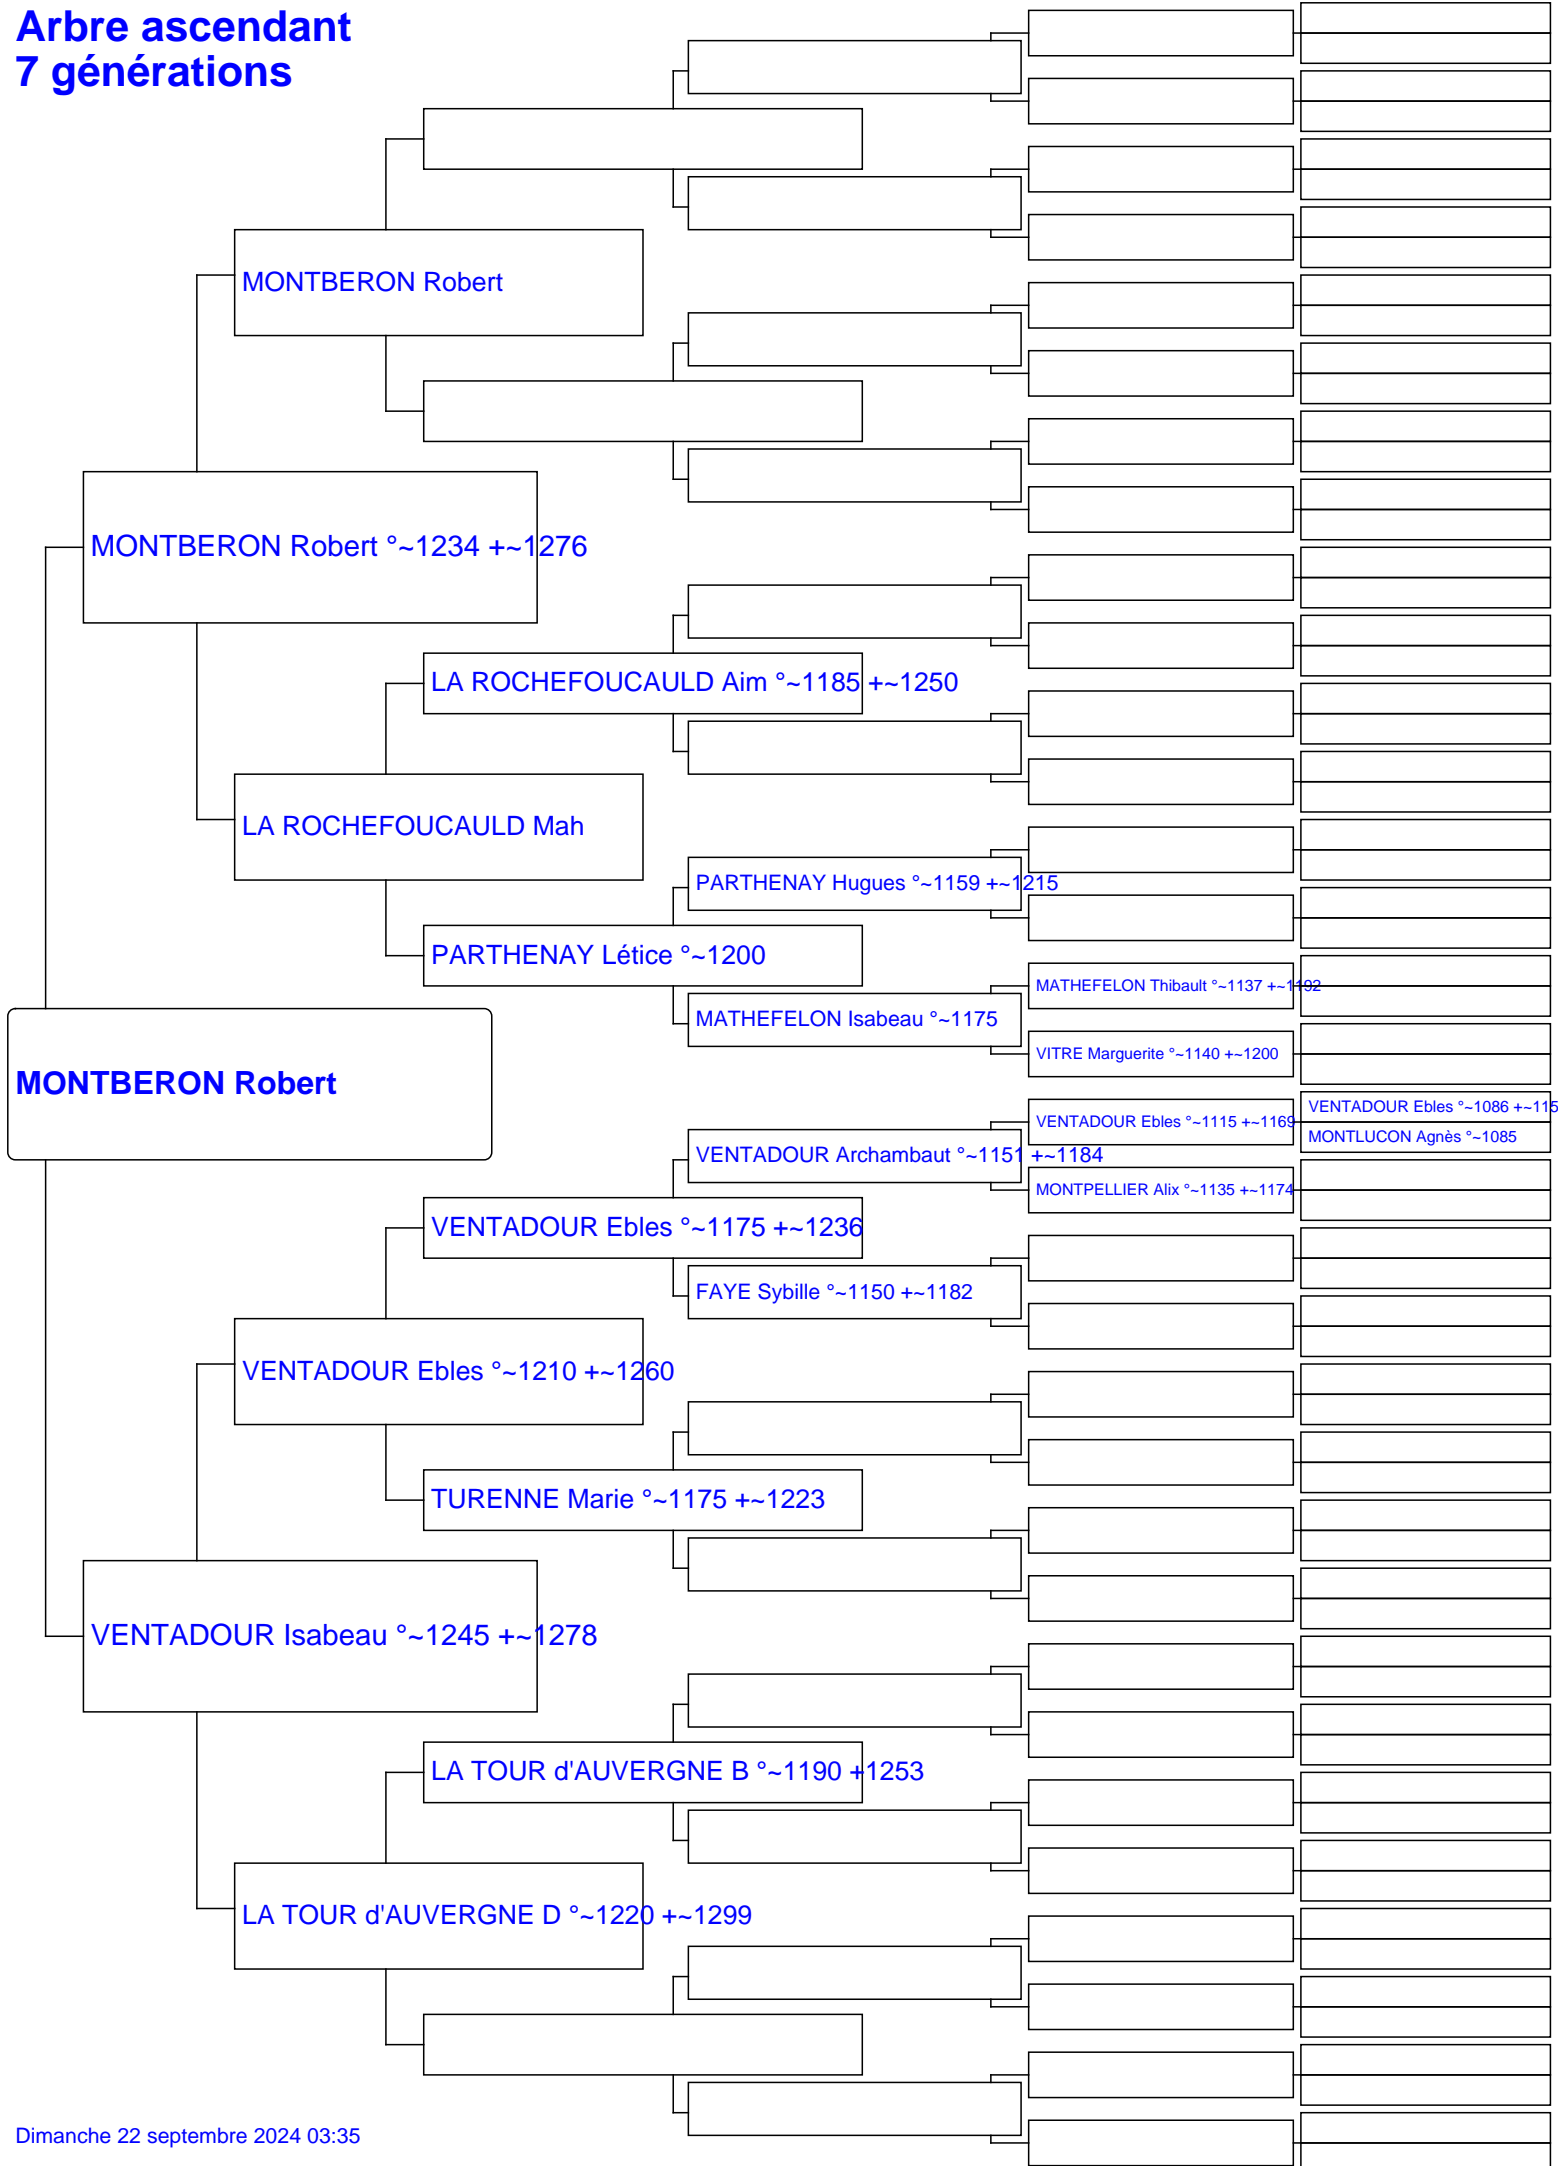 Arbre ascendant
7 générations
MONTBERON Robert
MONTBERON Robert °~1234 +~1276
LA ROCHEFOUCAULD Aim °~1185 +~1250
LA ROCHEFOUCAULD Mah
PARTHENAY Hugues °~1159 +~1215
PARTHENAY Létice °~1200
MATHEFELON Thibault °~1137 +~1192
MATHEFELON Isabeau °~1175
VITRE Marguerite °~1140 +~1200
MONTBERON Robert
VENTADOUR Ebles °~1086 +~115
VENTADOUR Ebles °~1115 +~1169
MONTLUCON Agnès °~1085
VENTADOUR Archambaut °~1151 +~1184
MONTPELLIER Alix °~1135 +~1174
VENTADOUR Ebles °~1175 +~1236
FAYE Sybille °~1150 +~1182
VENTADOUR Ebles °~1210 +~1260
TURENNE Marie °~1175 +~1223
VENTADOUR Isabeau °~1245 +~1278
LA TOUR d'AUVERGNE B °~1190 +1253
LA TOUR d'AUVERGNE D °~1220 +~1299
Dimanche 22 septembre 2024 03:35